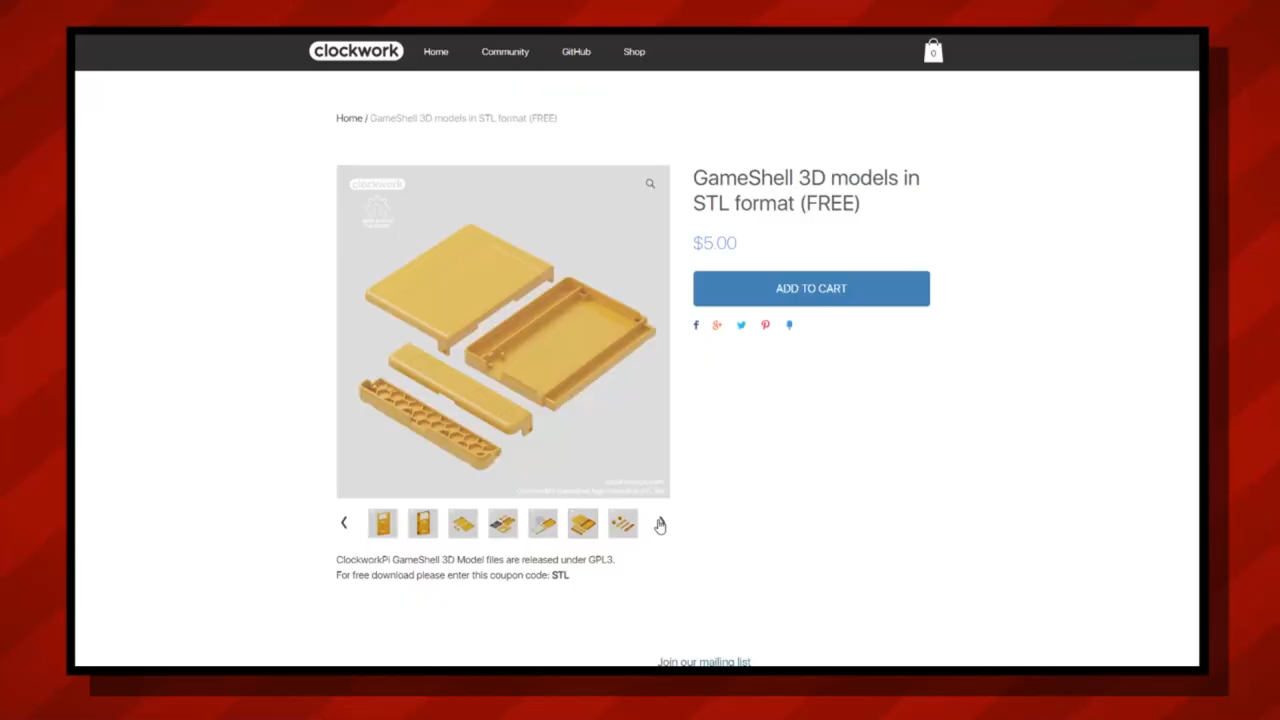 clockwork
Home
Community
GitHub
Shop
0
Home / GameShell 3D models in STL format (FREE)
clockwork
GameShell 3D models in
STL format (FREE)
$5.00
ADD TO CART
ClockworkPi GameShell 3D Model files are released under GPL3.
For free download please enter this coupon code: STL
Join our mailing list